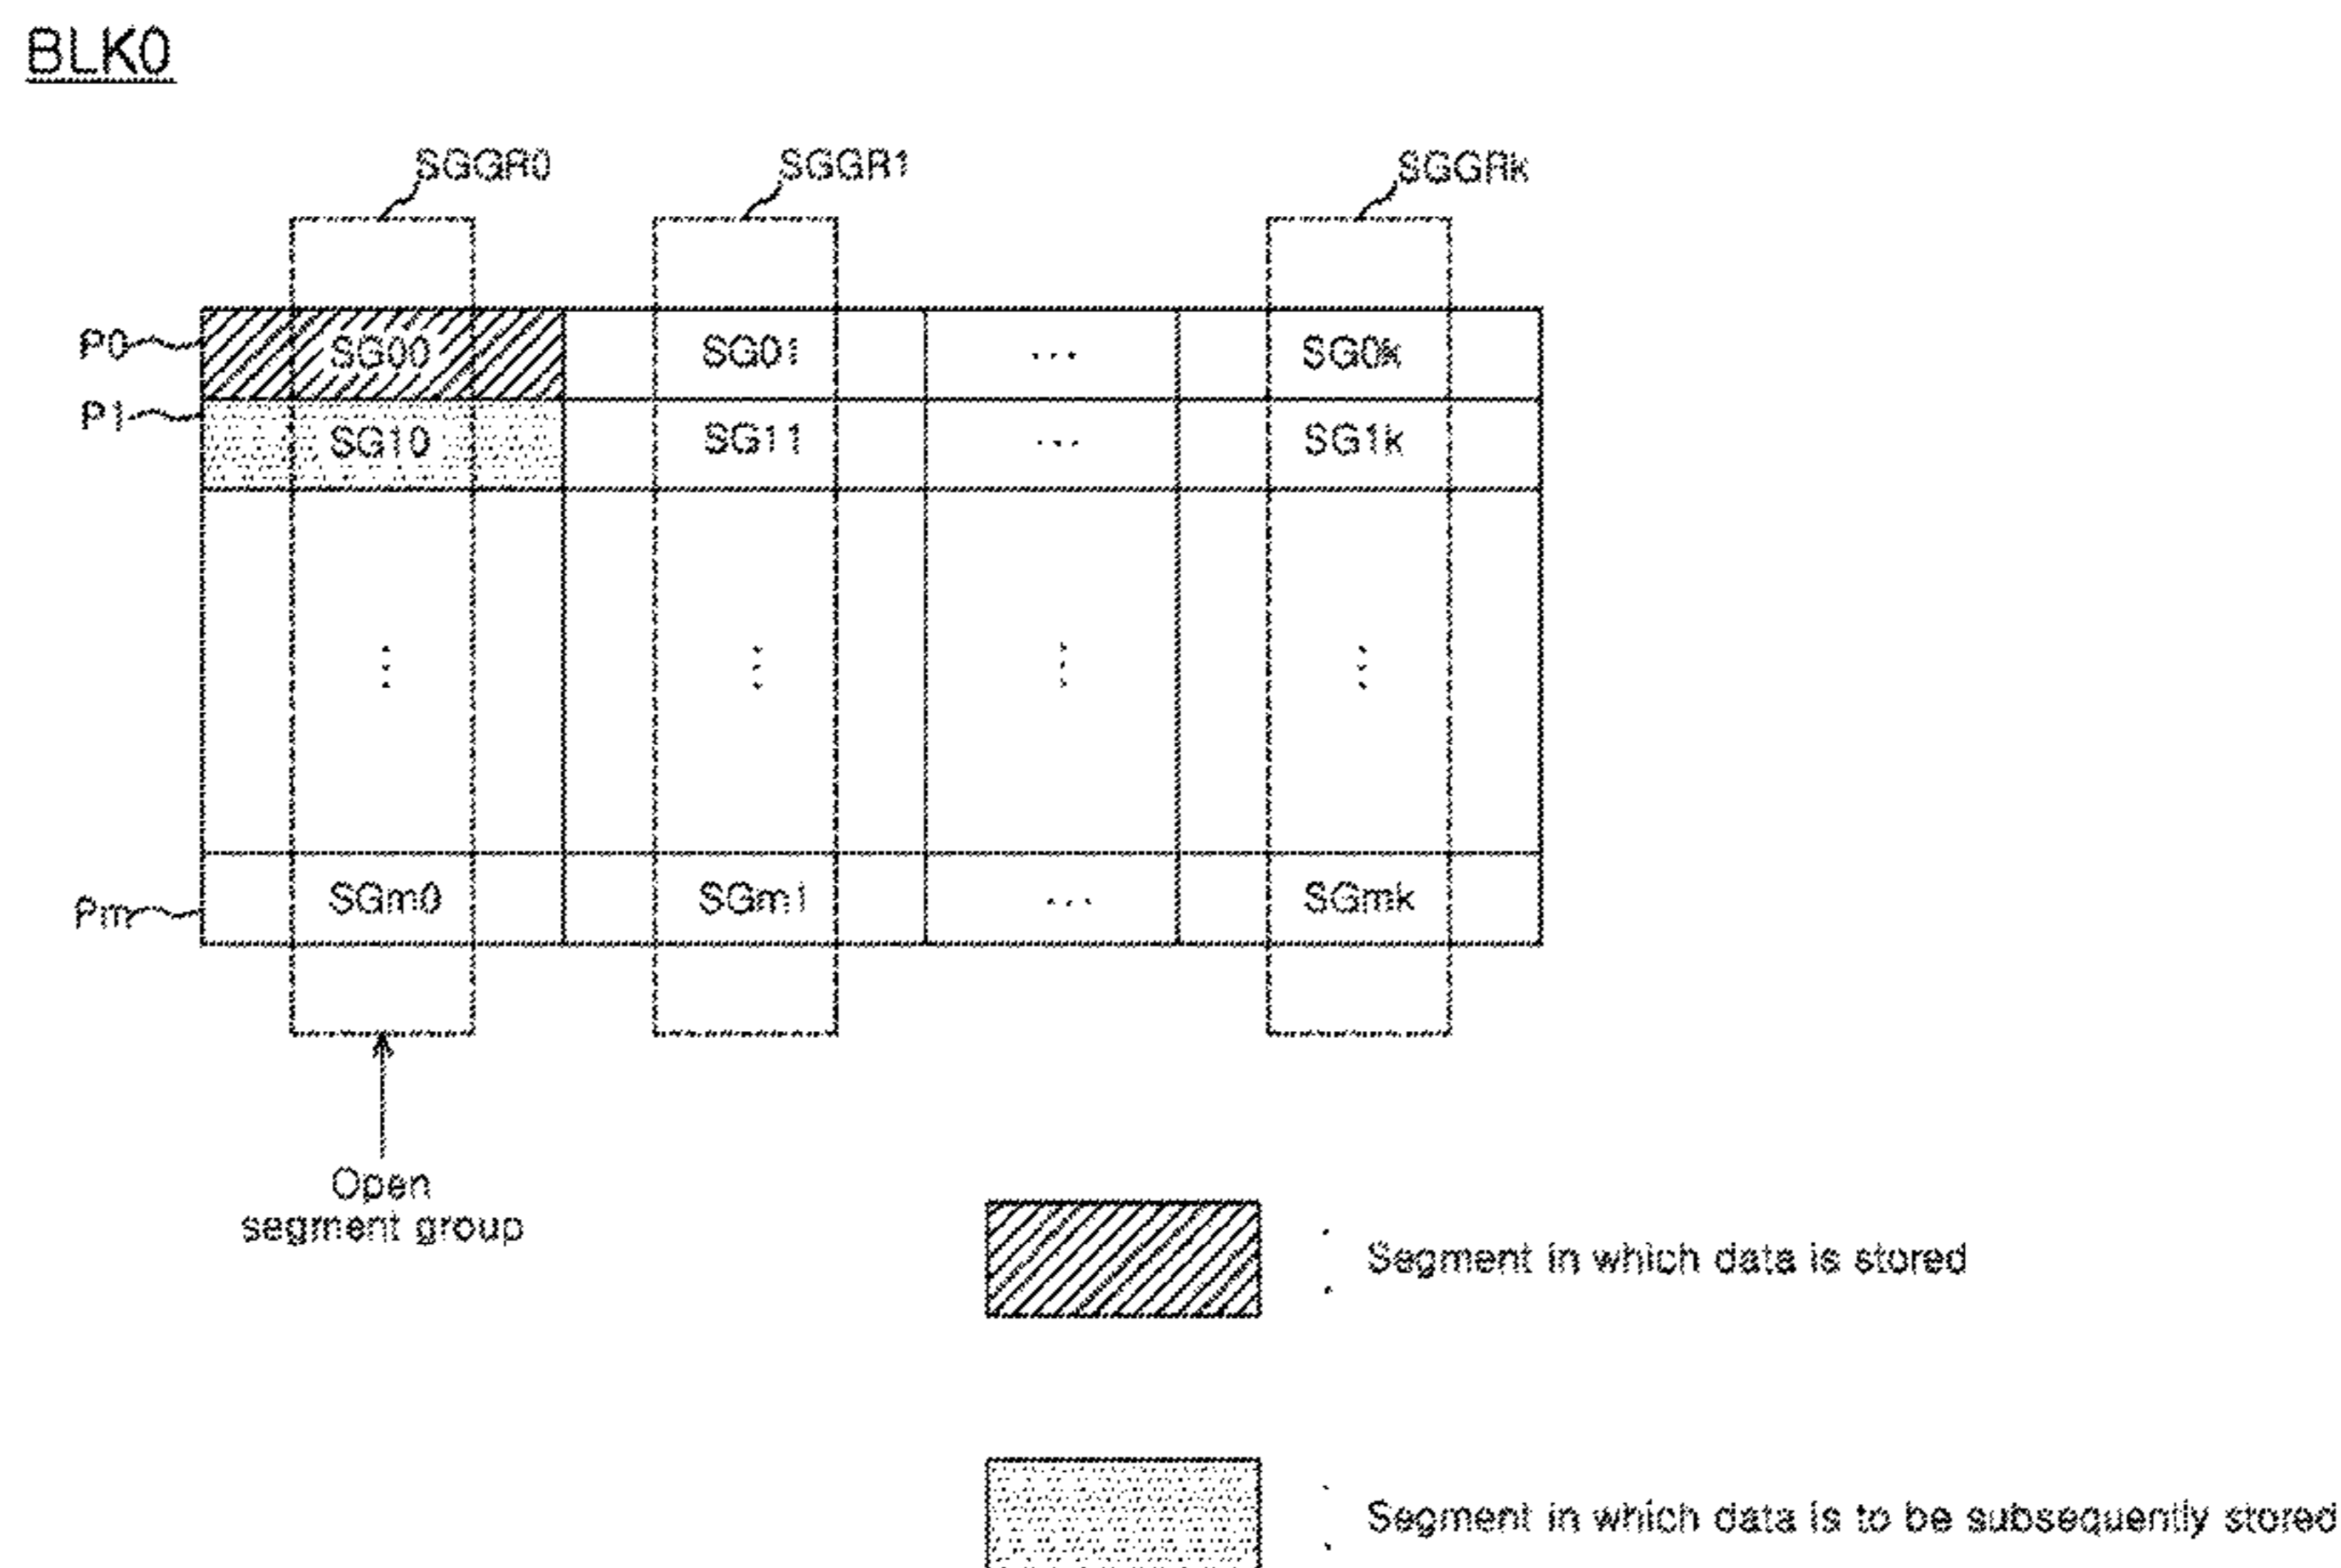 BLK0
SGGR0 SGGR1 SGGRk
P0 SG00 SG01 ... SG0k
P1 SG10 SG11 ... SG1k
Pm SGm0 SGm1 ... SGmk
Open
segment group
: Segment in which data is stored
: Segment in which data is to be subsequently stored